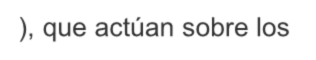 ), que actúan sobre los